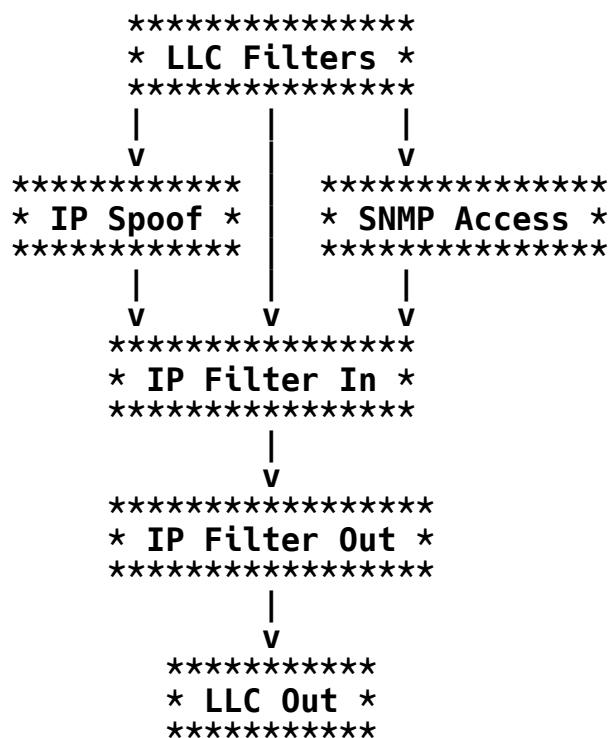 ***************
* LLC Filters *
***************
| | |
v | v
************ | ***************
* IP Spoof * | * SNMP Access *
************ | ***************
| | |
v v v
****************
* IP Filter In *
****************
|
v
*****************
* IP Filter Out *
*****************
|
v
***********
* LLC Out *
***********